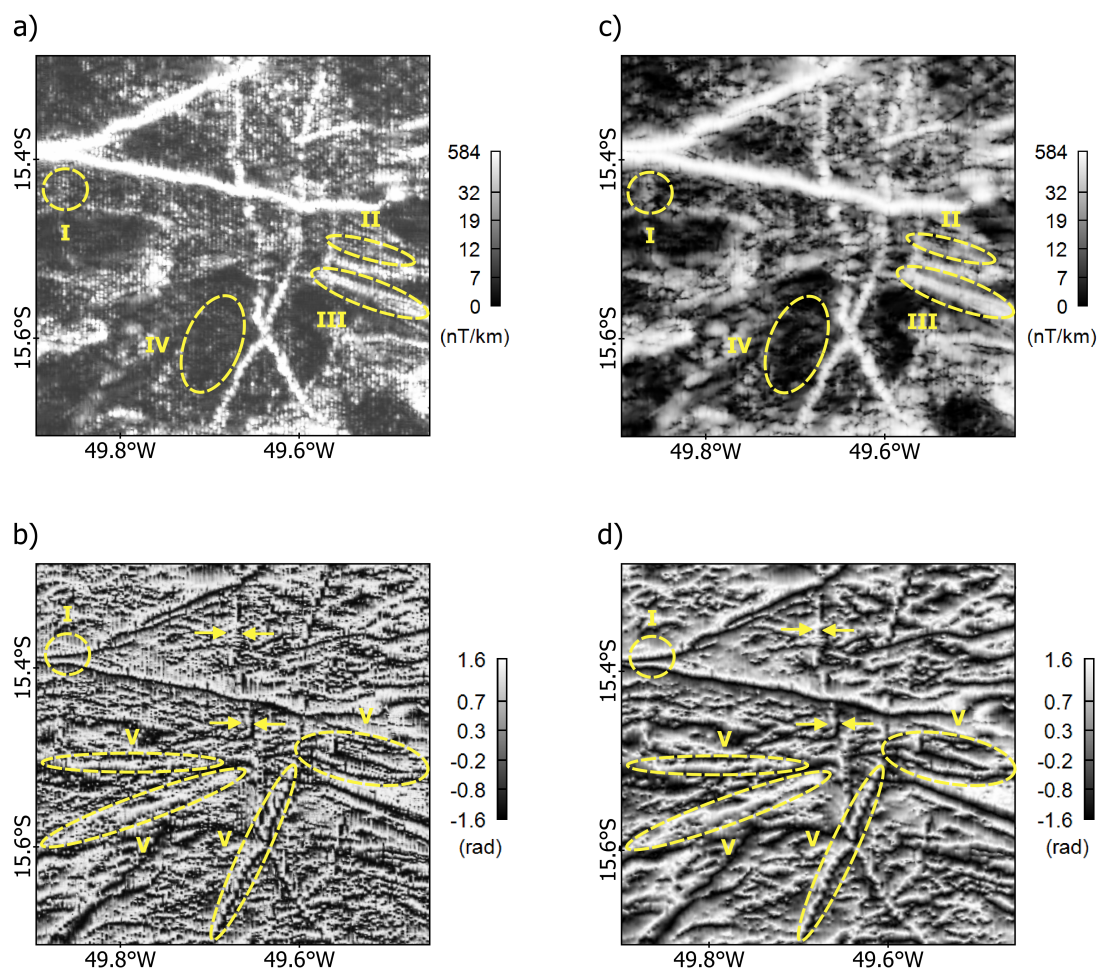 a)
c)
15.4°S
15.6°S
49.8°W
49.6°W
I
II
III
IV
584
32
19
12
7
0
(nT/km)
15.4°S
15.6°S
49.8°W
49.6°W
I
II
III
IV
584
32
19
12
7
0
(nT/km)
b)
d)
15.4°S
15.6°S
49.8°W
49.6°W
I
V
V
V
V
1.6
0.7
0.3
-0.2
-0.8
-1.6
(rad)
15.4°S
15.6°S
49.8°W
49.6°W
I
V
V
V
V
1.6
0.7
0.3
-0.2
-0.8
-1.6
(rad)